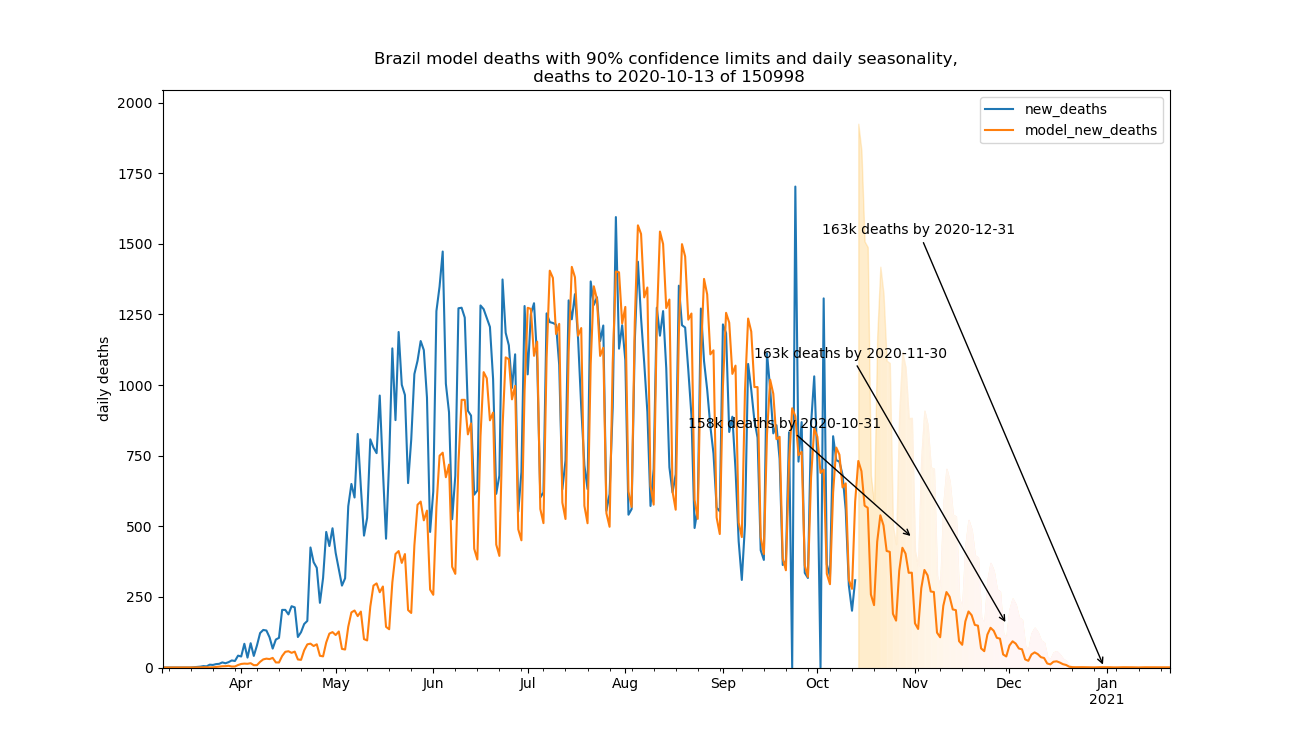 Brazil model deaths with 90% confidence limits and daily seasonality,
deaths to 2020-10-13 of 150998
2000
1750
1500
1250
1000
750
500
250
0
daily deaths
new_deaths
model_new_deaths
163k deaths by 2020-12-31
163k deaths by 2020-11-30
158k deaths by 2020-10-31
Apr
May
Jun
Jul
Aug
Sep
Oct
Nov
Dec
Jan
2021